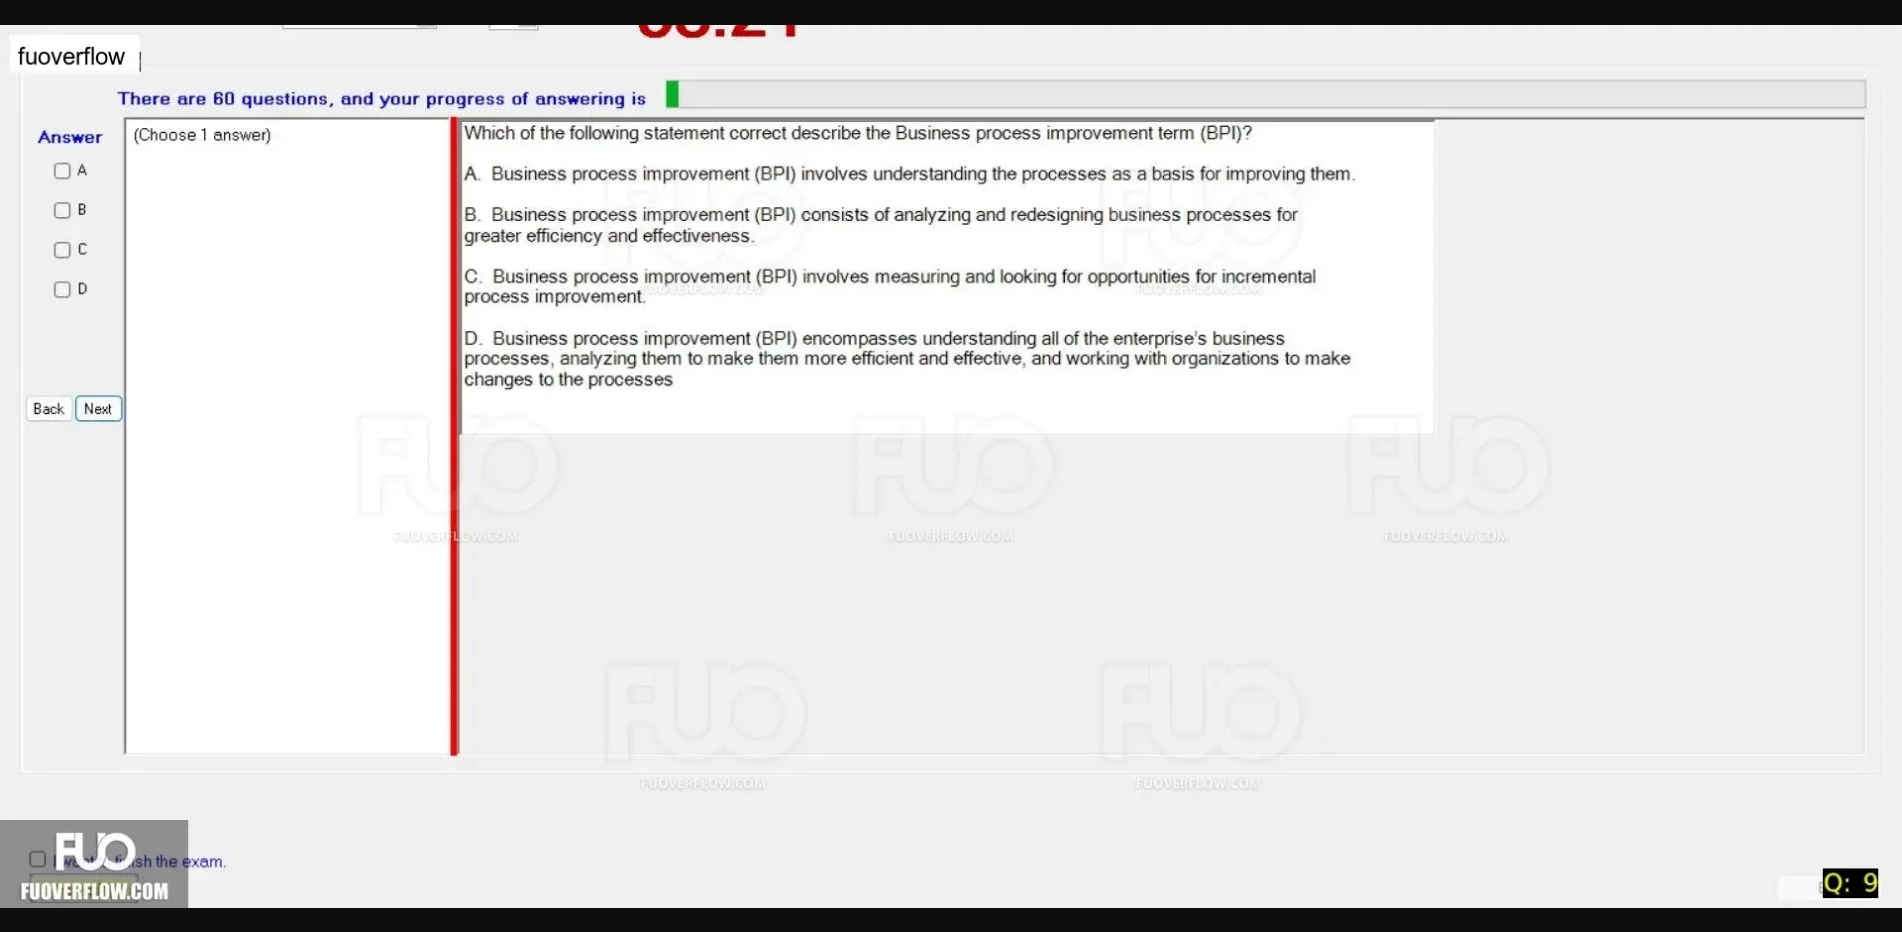 fuoverflow
There are 60 questions, and your progress of answering is
Answer
(Choose 1 answer)
A
B
C
D
Back Next
Which of the following statement correct describe the Business process improvement term (BPI)?
A. Business process improvement (BPI) involves understanding the processes as a basis for improving them.
B. Business process improvement (BPI) consists of analyzing and redesigning business processes for
greater efficiency and effectiveness.
C. Business process improvement (BPI) involves measuring and looking for opportunities for incremental
process improvement.
D. Business process improvement (BPI) encompasses understanding all of the enterprise's business
processes, analyzing them to make them more efficient and effective, and working with organizations to make
changes to the processes
FUO
FUOVERFLOW.COM
FUO
FUOVERFLOW.COM
FUO
FUOVERFLOW.COM
FUO
FUOVERFLOW.COM
FUO
FUOVERFLOW.COM
FUO
FUOVERFLOW.COM
FUO
FUOVERFLOW.COM
the exam.
FUO
FUOVERFLOW.COM
Q: 9